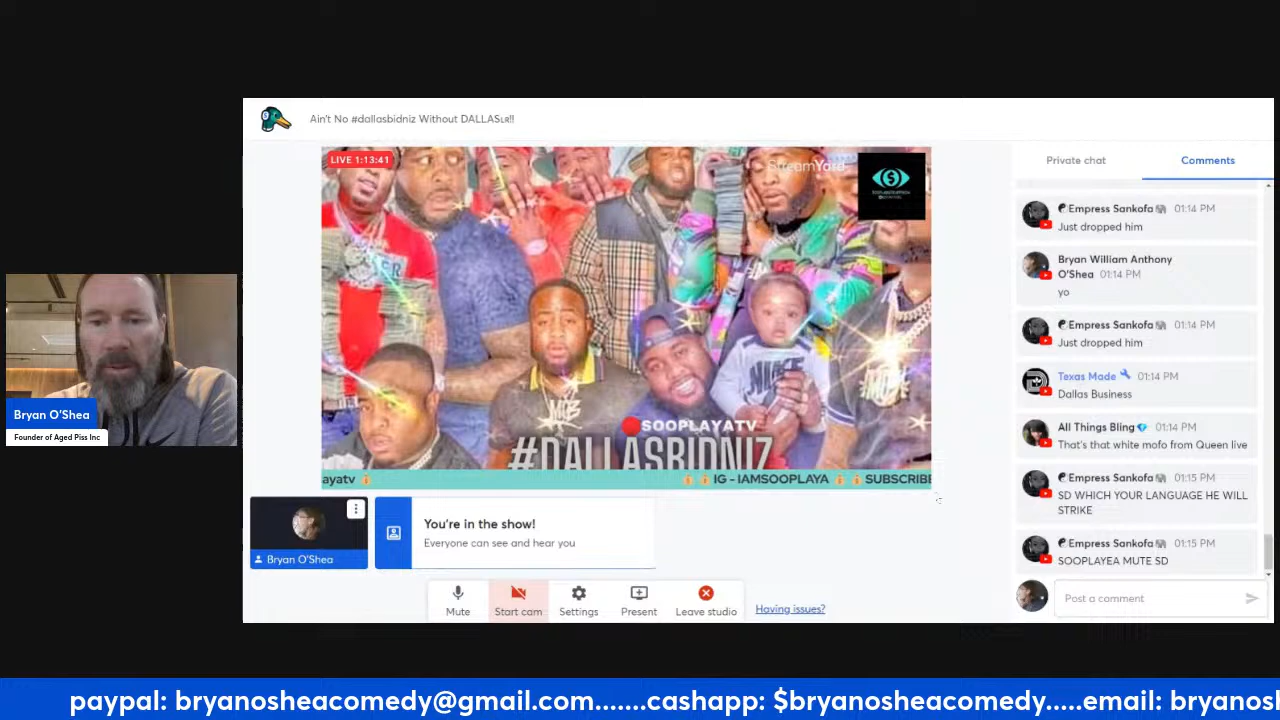 Ain't No #dallasbidniz Without DALLASLR!!
Private chat
Comments
LIVE 1:13:41
StreamYard
Empress Sankofa 01:14 PM
Just dropped him
Bryan William Anthony
O'Shea 01:14 PM
yo
Empress Sankofa 01:14 PM
Just dropped him
Texas Made 01:14 PM
Dallas Business
All Things Bling 01:14 PM
That's that white mofo from Queen live
Empress Sankofa 01:15 PM
SD WHICH YOUR LANGUAGE HE WILL
STRIKE
Empress Sankofa 01:15 PM
SOOPLAYEA MUTE SD
Post a comment
MB
SOOPLAYATV
#DALLASBIDNIZ
ayatv IG - IAMSOOPLAYA SUBSCRIBE
Bryan O'Shea
Founder of Aged Piss Inc
Bryan O'Shea
You're in the show!
Everyone can see and hear you
Mute
Start cam
Settings
Present
Leave studio
Having issues?
paypal: bryanosheacomedy@gmail.com.......cashapp: $bryanosheacomedy.....email: bryanos